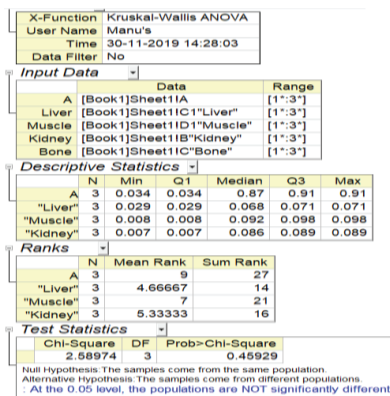 X-Function Kruskal-Wallis ANOVA
User Name Manu's
Time 30-11-2019 14:28:03
Data Filter No
Input Data
Data Range
A [Book1]Sheet1!A [1*:3*]
Liver [Book1]Sheet1!C1"Liver" [1*:3*]
Muscle [Book1]Sheet1!D1"Muscle" [1*:3*]
Kidney [Book1]Sheet1!B"Kidney" [1*:3*]
Bone [Book1]Sheet1!C"Bone" [1*:3*]
Descriptive Statistics
N Min Q1 Median Q3 Max
A 3 0.034 0.034 0.87 0.91 0.91
"Liver" 3 0.029 0.029 0.068 0.071 0.071
"Muscle" 3 0.008 0.008 0.092 0.098 0.098
"Kidney" 3 0.007 0.007 0.086 0.089 0.089
Ranks
N Mean Rank Sum Rank
A 3 9 27
"Liver" 3 4.66667 14
"Muscle" 3 7 21
"Kidney" 3 5.33333 16
Test Statistics
Chi-Square DF Prob>Chi-Square
2.58974 3 0.45929
Null Hypothesis:The samples come from the same population.
Alternative Hypothesis:The samples come from different populations.
: At the 0.05 level, the populations are NOT significantly different